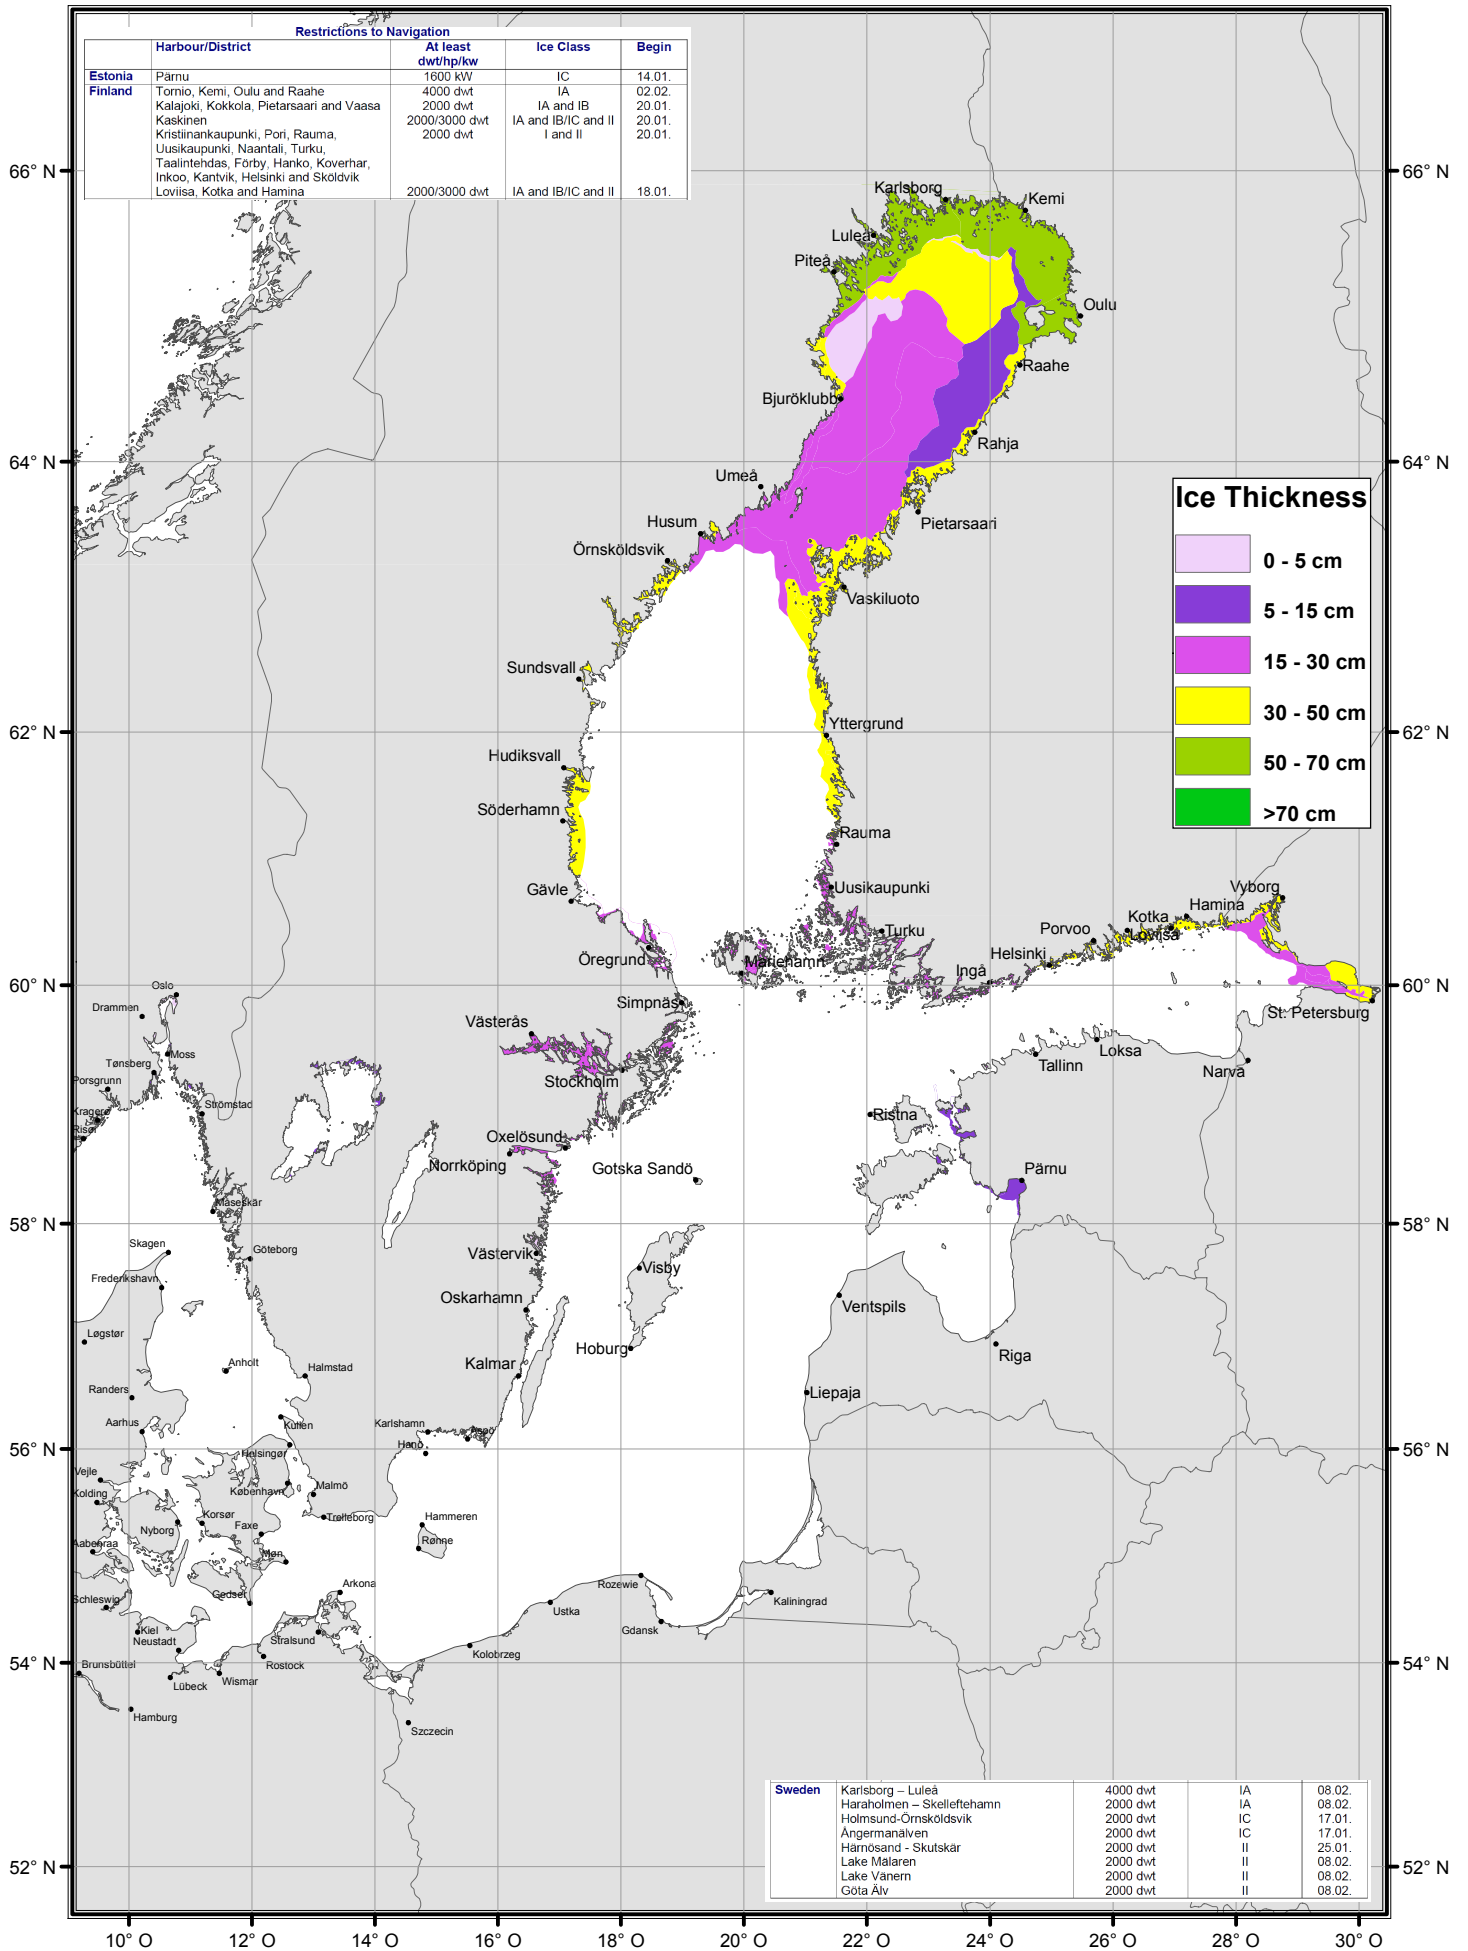 Restrictions to Navigation
Harbour/District At least Ice Class Begin
dwt/hp/kw
Estonia Pärnu 1600 kW IC 14.01.
Finland Tornio, Kemi, Oulu and Raahe 4000 dwt IA 02.02.
Kalajoki, Kokkola, Pietarsaari and Vaasa 2000 dwt IA and IB 20.01.
Kaskinen 2000/3000 dwt IA and IB/IC and II 20.01.
Kristiinankaupunki, Pori, Rauma, 2000 dwt I and II 20.01.
Uusikaupunki, Naantali, Turku,
Taalintehdas, Förby, Hanko, Koverhar,
Inkoo, Kantvik, Helsinki and Sköldvik
Loviisa, Kotka and Hamina 2000/3000 dwt IA and IB/IC and II 18.01.
66° N 66° N
Karlsborg
Kemi
Luleå
Piteå
Oulu
Raahe
Bjuröklubb
Rahja
64° N 64° N
Umeå
Ice Thickness
0 - 5 cm
5 - 15 cm
15 - 30 cm
30 - 50 cm
50 - 70 cm
>70 cm
Husum
Pietarsaari
Örnsköldsvik
Vaskiluoto
Sundsvall
62° N 62° N
Yttergrund
Hudiksvall
Söderhamn
Rauma
Gävle
Uusikaupunki
Vyborg
Hamina
Kotka
Loviisa
Porvoo
Turku
Helsinki
Öregrund
Mariehamn
Inga
60° N 60° N
Oslo
Simpnäs
St. Petersburg
Drammen
Västerås
Moss
Tallinn
Loksa
Tønsberg
Narva
Porsgrunn
Stockholm
Kragerø
Strömstad
Ristna
Risør
Oxelösund
Norrköping
Gotska Sandö
Pärnu
58° N 58° N
Måseskär
Skagen
Göteborg
Västervik
Visby
Frederikshavn
Oskarhamn
Ventspils
Løgstør
Hoburg
Riga
Anholt
Halmstad
Kalmar
Randers
Liepaja
Aarhus
Kullen
Karlshamn
Aspö
Hanö
56° N 56° N
Helsingør
Vejle
København
Malmö
Kolding
Trelleborg
Hammeren
Nyborg
Korsør
Faxe
Rønne
Aabenraa
Møn
Arkona
Rozewie
Schleswig
Gedser
Kaliningrad
Ustka
Gdansk
Kiel
Neustadt
Stralsund
Kolobrzeg
54° N 54° N
Brunsbüttel
Rostock
Lübeck
Wismar
Hamburg
Szczecin
Sweden Karlsborg – Luleå 4000 dwt IA 08.02.
Haraholmen – Skelleftehamn 2000 dwt IA 08.02.
Holmsund-Örnsköldsvik 2000 dwt IC 17.01.
Ångermanälven 2000 dwt IC 17.01.
Härnösand - Skutskär 2000 dwt II 25.01.
Lake Mälaren 2000 dwt II 08.02.
Lake Vänern 2000 dwt II 08.02.
Göta Älv 2000 dwt II 08.02.
52° N 52° N
10° O 12° O 14° O 16° O 18° O 20° O 22° O 24° O 26° O 28° O 30° O